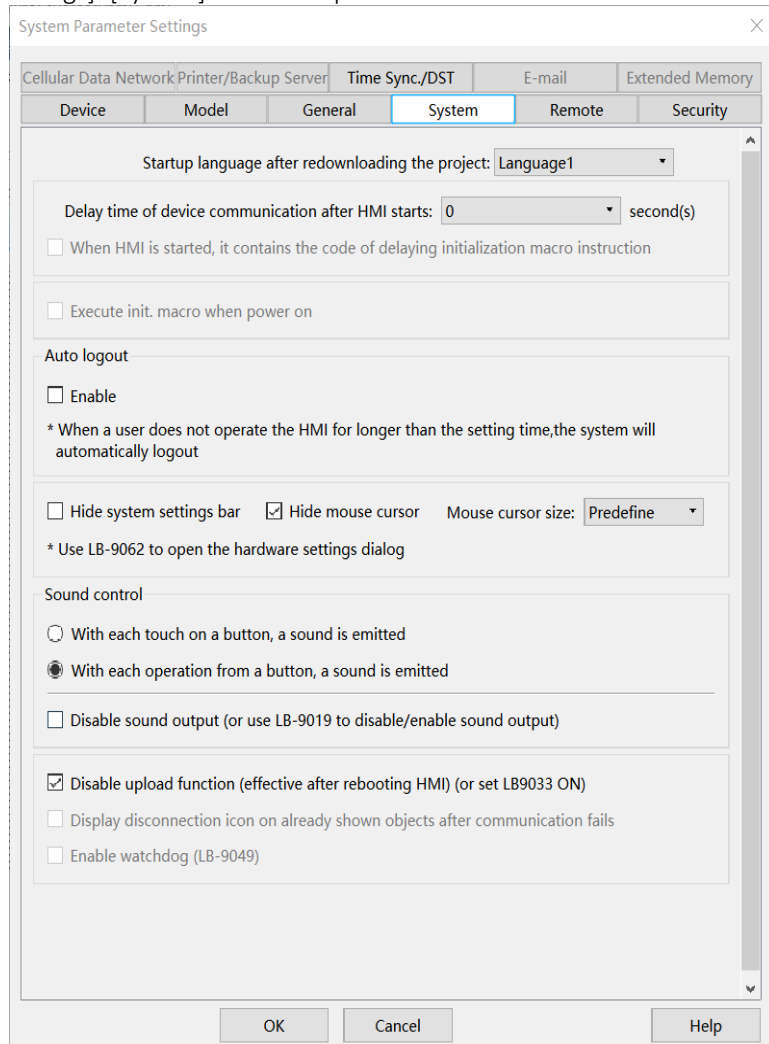 System Parameter Settings
Cellular Data Network Printer/Backup Server Time Sync./DST E-mail Extended Memory
Device Model General System Remote Security
Startup language after redownloading the project: Language1
Delay time of device communication after HMI starts: 0 second(s)
When HMI is started, it contains the code of delaying initialization macro instruction
Execute init. macro when power on
Auto logout
Enable
* When a user does not operate the HMI for longer than the setting time,the system will
automatically logout
Hide system settings bar Hide mouse cursor Mouse cursor size: Predefine
* Use LB-9062 to open the hardware settings dialog
Sound control
With each touch on a button, a sound is emitted
With each operation from a button, a sound is emitted
Disable sound output (or use LB-9019 to disable/enable sound output)
Disable upload function (effective after rebooting HMI) (or set LB9033 ON)
Display disconnection icon on already shown objects after communication fails
Enable watchdog (LB-9049)
OK Cancel Help